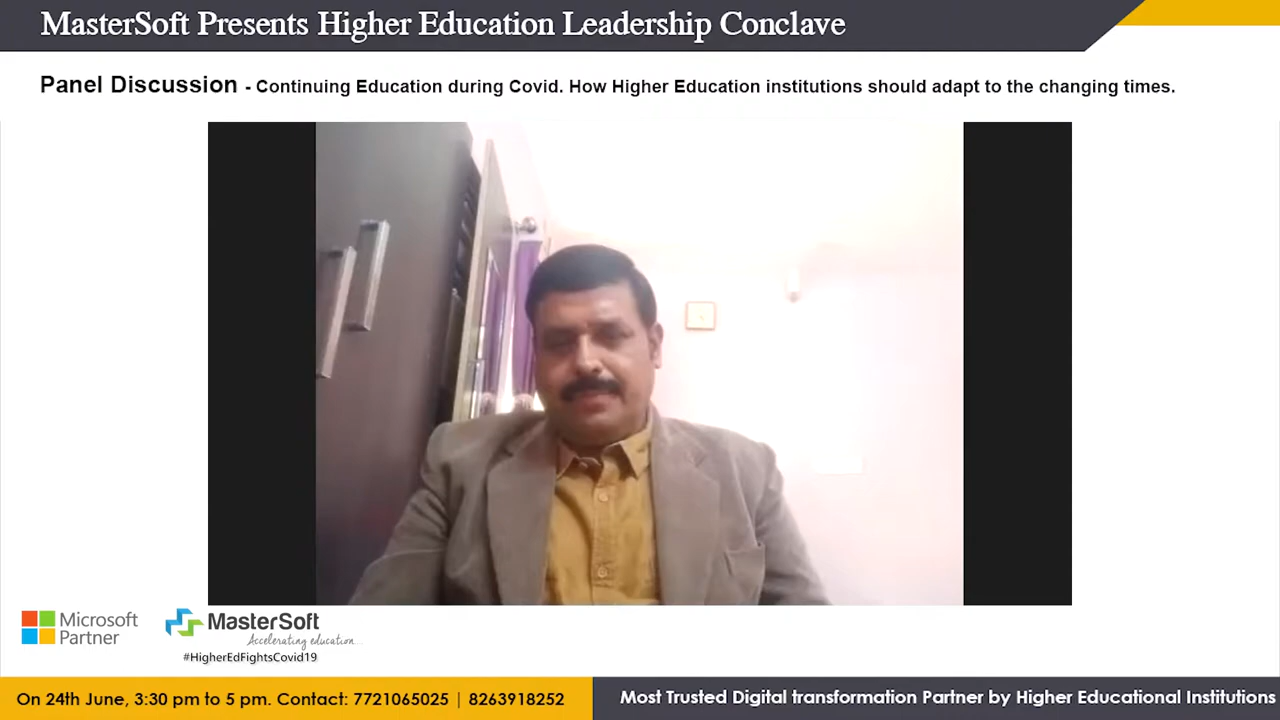 MasterSoft Presents Higher Education Leadership Conclave
Panel Discussion - Continuing Education during Covid. How Higher Education institutions should adapt to the changing times.
Microsoft
Partner
MasterSoft
Accelerating education...
#HigherEdFightsCovid19
On 24th June, 3:30 pm to 5 pm. Contact: 7721065025 | 8263918252
Most Trusted Digital transformation Partner by Higher Educational Institutions